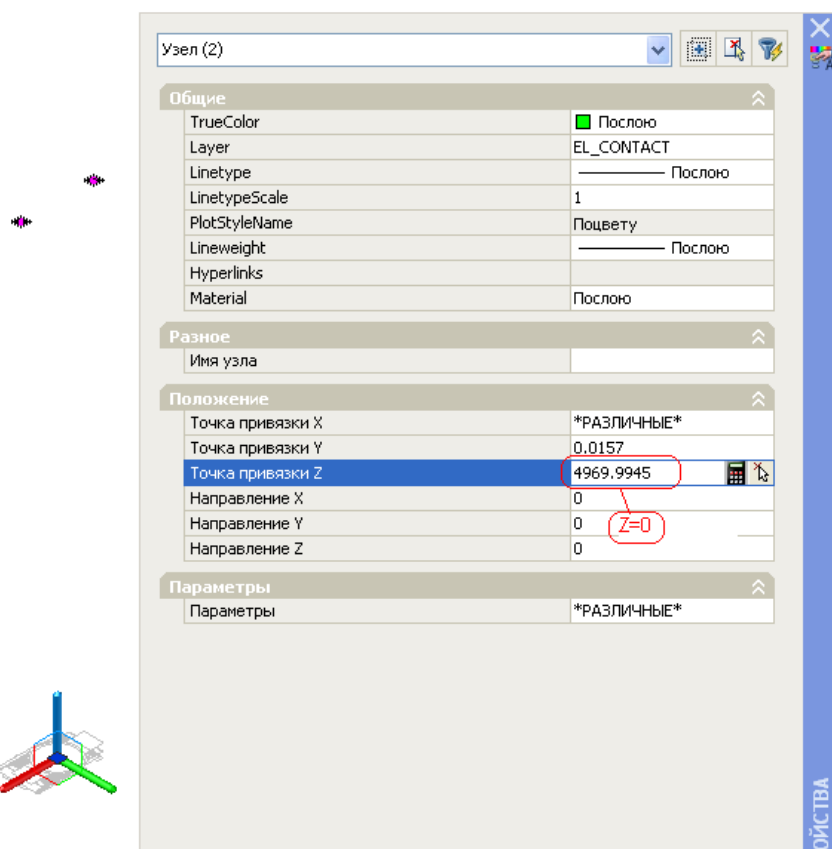 Узел (2)
Общие
TrueColor Послою
Layer EL_CONTACT
Linetype Послою
LinetypeScale 1
PlotStyleName Поцвету
Lineweight Послою
Hyperlinks
Material Послою
Разное
Имя узла
Положение
Точка привязки X *РАЗЛИЧНЫЕ*
Точка привязки Y 0.0157
Точка привязки Z 4969.9945
Направление X 0
Направление Y 0
Z=0
Направление Z 0
Параметры
Параметры *РАЗЛИЧНЫЕ*
ОЙСТВА